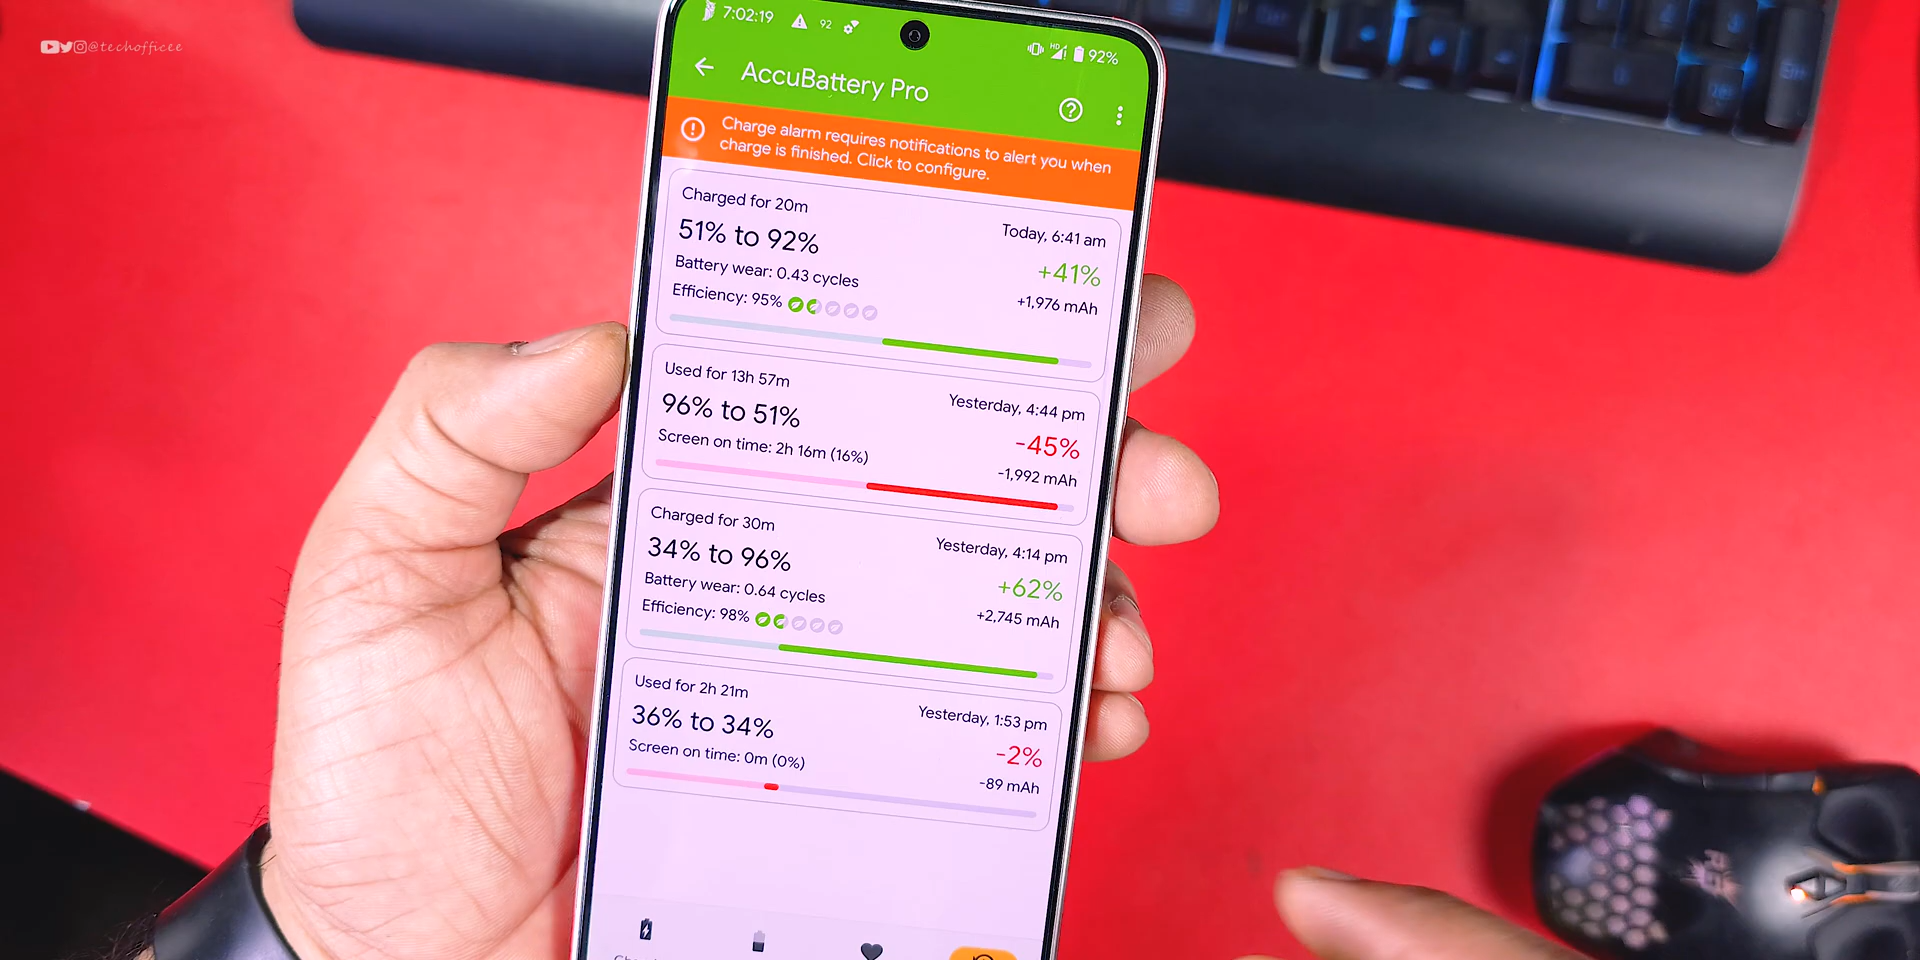 @techofficee
7:02:19 92 HD 92%
AccuBattery Pro
Charge alarm requires notifications to alert you when
charge is finished. Click to configure.
Charged for 20m
Today, 6:41 am
51% to 92%
+41%
Battery wear: 0.43 cycles
+1,976 mAh
Efficiency: 95%
Used for 13h 57m
Yesterday, 4:44 pm
96% to 51%
-45%
Screen on time: 2h 16m (16%)
-1,992 mAh
Charged for 30m
Yesterday, 4:14 pm
34% to 96%
+62%
Battery wear: 0.64 cycles
+2,745 mAh
Efficiency: 98%
Used for 2h 21m
Yesterday, 1:53 pm
36% to 34%
-2%
Screen on time: 0m (0%)
-89 mAh